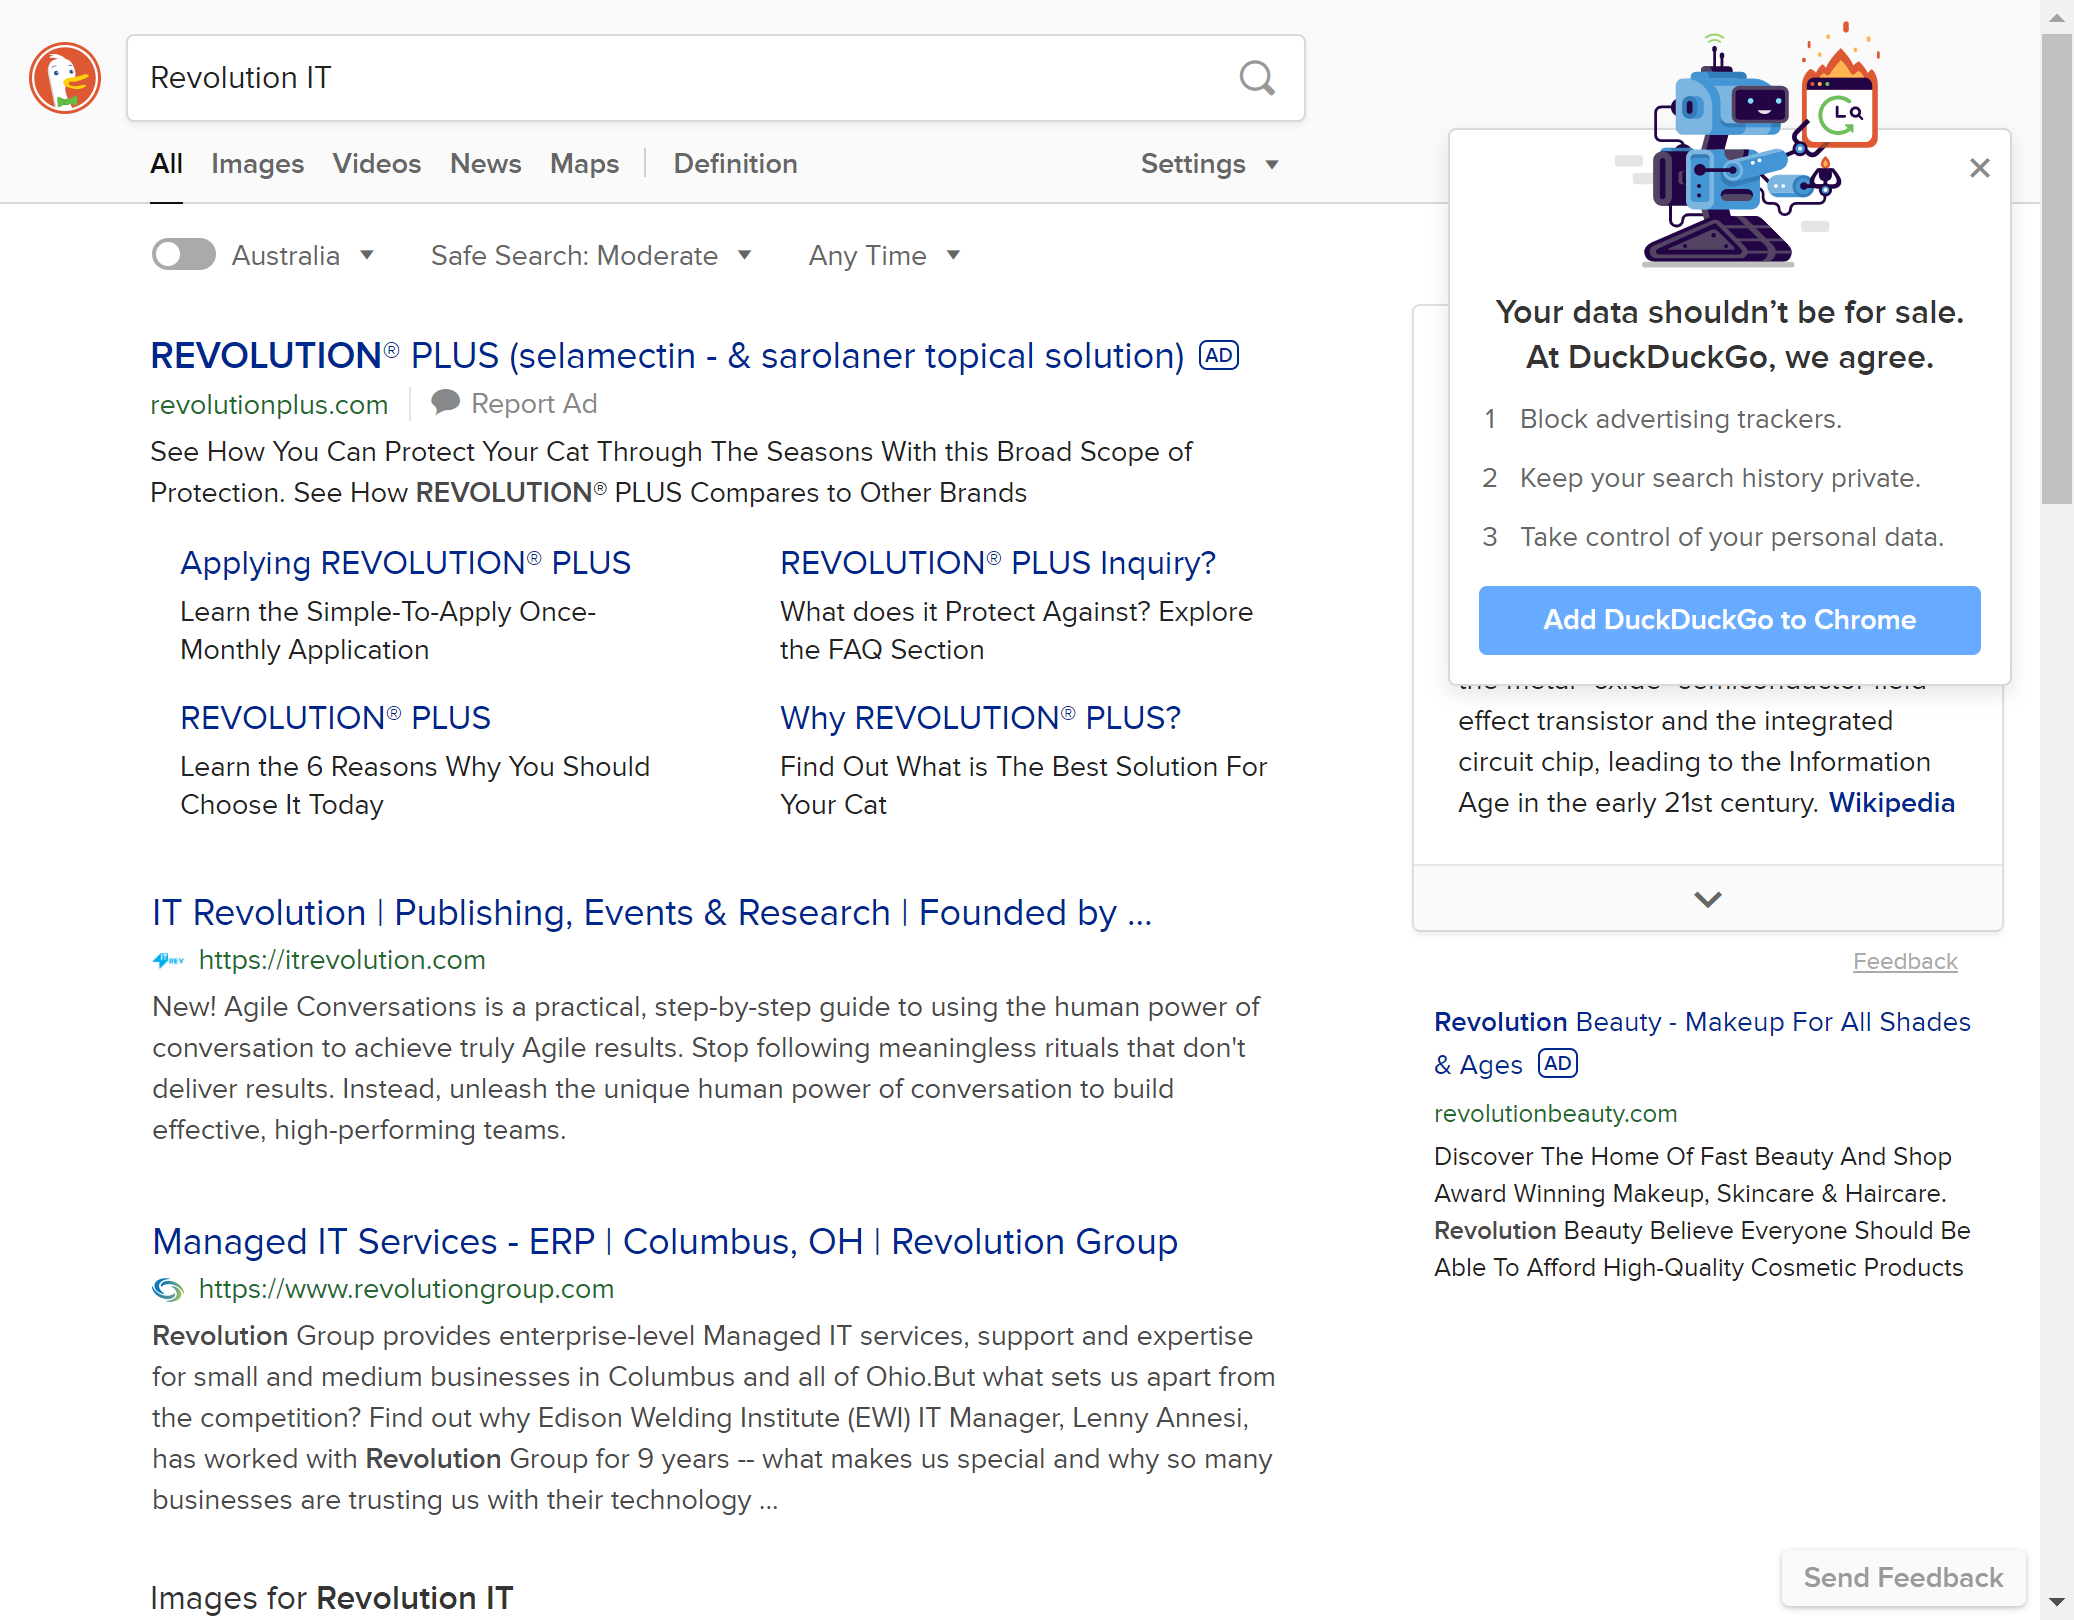 Revolution IT
All Images Videos News Maps Definition Settings
Australia Safe Search: Moderate Any Time
REVOLUTION® PLUS (selamectin - & sarolaner topical solution) AD
revolutionplus.com Report Ad
See How You Can Protect Your Cat Through The Seasons With this Broad Scope of
Protection. See How REVOLUTION® PLUS Compares to Other Brands
Applying REVOLUTION® PLUS
Learn the Simple-To-Apply Once-
Monthly Application
REVOLUTION® PLUS Inquiry?
What does it Protect Against? Explore
the FAQ Section
REVOLUTION® PLUS
Learn the 6 Reasons Why You Should
Choose It Today
Why REVOLUTION® PLUS?
Find Out What is The Best Solution For
Your Cat
IT Revolution | Publishing, Events & Research | Founded by ...
https://itrevolution.com
New! Agile Conversations is a practical, step-by-step guide to using the human power of
conversation to achieve truly Agile results. Stop following meaningless rituals that don't
deliver results. Instead, unleash the unique human power of conversation to build
effective, high-performing teams.
Managed IT Services - ERP | Columbus, OH | Revolution Group
https://www.revolutiongroup.com
Revolution Group provides enterprise-level Managed IT services, support and expertise
for small and medium businesses in Columbus and all of Ohio.But what sets us apart from
the competition? Find out why Edison Welding Institute (EWI) IT Manager, Lenny Annesi,
has worked with Revolution Group for 9 years -- what makes us special and why so many
businesses are trusting us with their technology ...
Images for Revolution IT
Your data shouldn’t be for sale.
At DuckDuckGo, we agree.
1 Block advertising trackers.
2 Keep your search history private.
3 Take control of your personal data.
Add DuckDuckGo to Chrome
effect transistor and the integrated
circuit chip, leading to the Information
Age in the early 21st century. Wikipedia
Feedback
Revolution Beauty - Makeup For All Shades
& Ages AD
revolutionbeauty.com
Discover The Home Of Fast Beauty And Shop
Award Winning Makeup, Skincare & Haircare.
Revolution Beauty Believe Everyone Should Be
Able To Afford High-Quality Cosmetic Products
Send Feedback